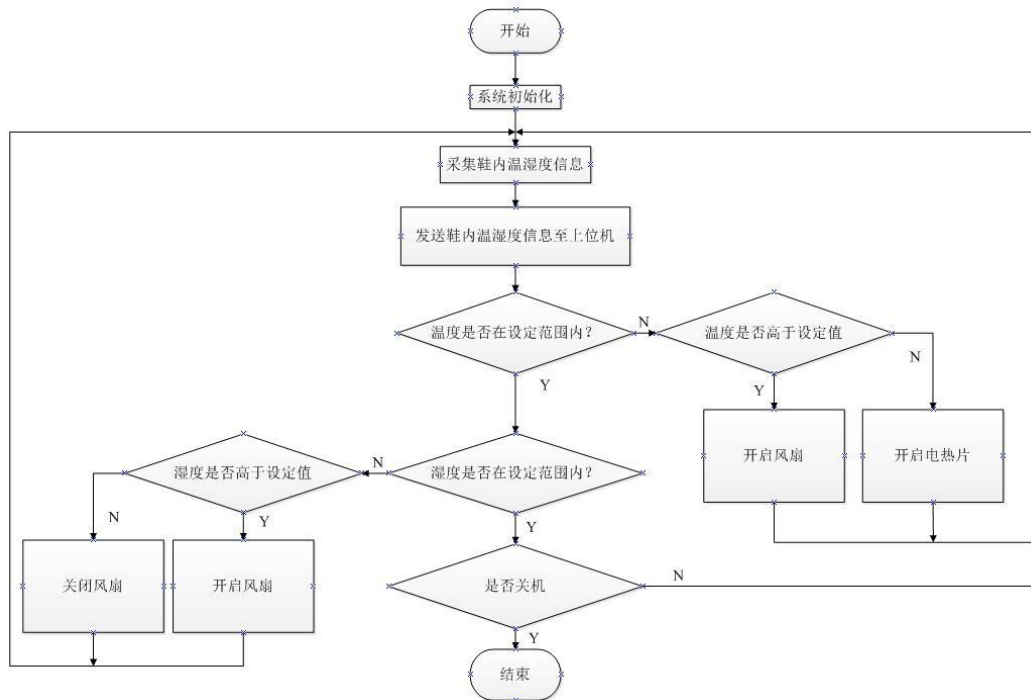 开始
系统初始化
采集鞋内温湿度信息
发送鞋内温湿度信息至上位机
温度是否在设定范围内?
N
温度是否高于设定值
N
Y
Y
开启风扇
开启电热片
湿度是否高于设定值
N
湿度是否在设定范围内?
N
Y
Y
关闭风扇
开启风扇
是否关机
N
Y
结束